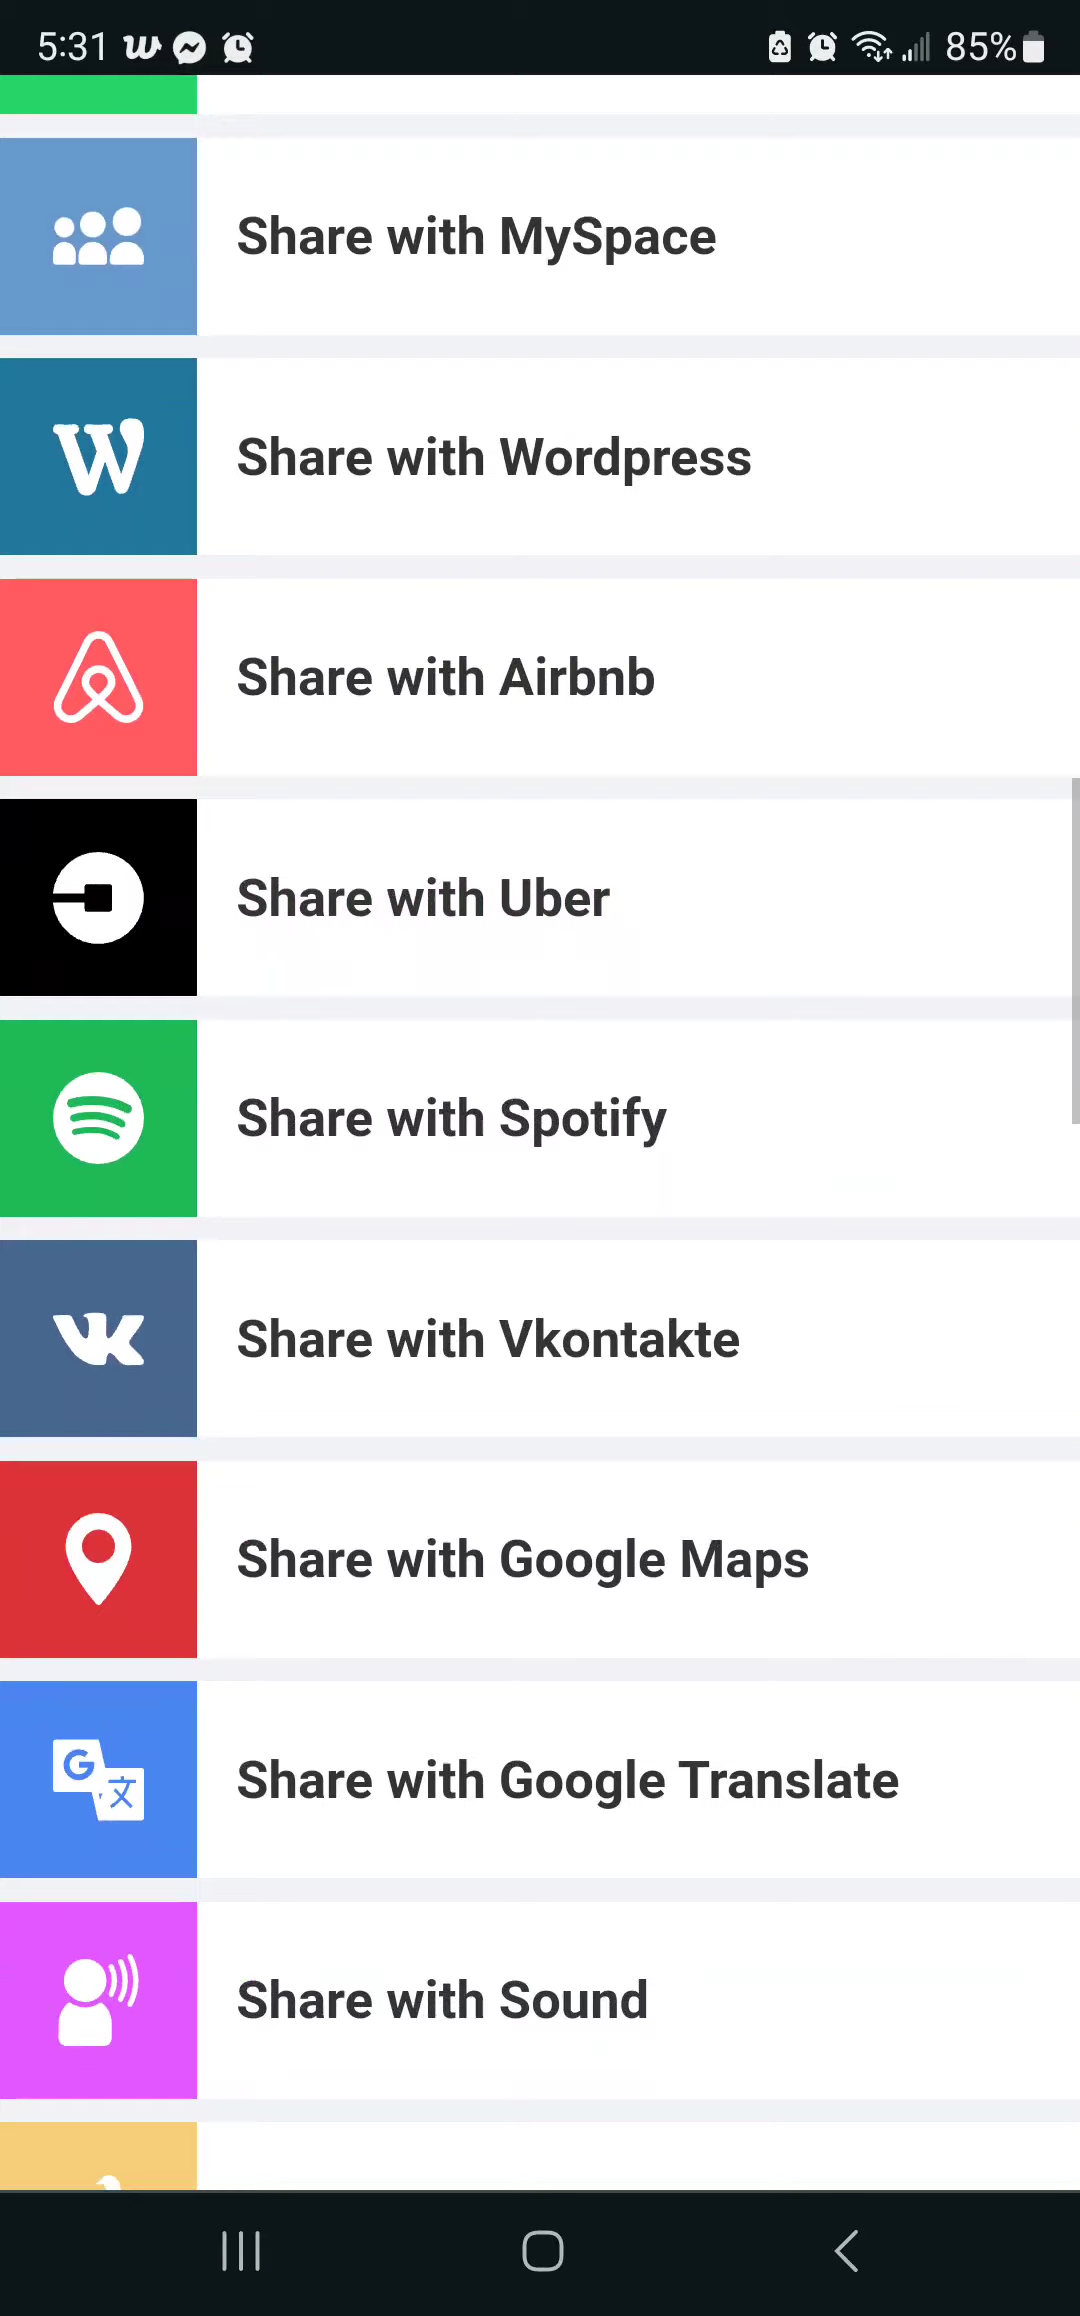 5:31 85%
Share with MySpace
Share with Wordpress
Share with Airbnb
Share with Uber
Share with Spotify
Share with Vkontakte
Share with Google Maps
Share with Google Translate
Share with Sound